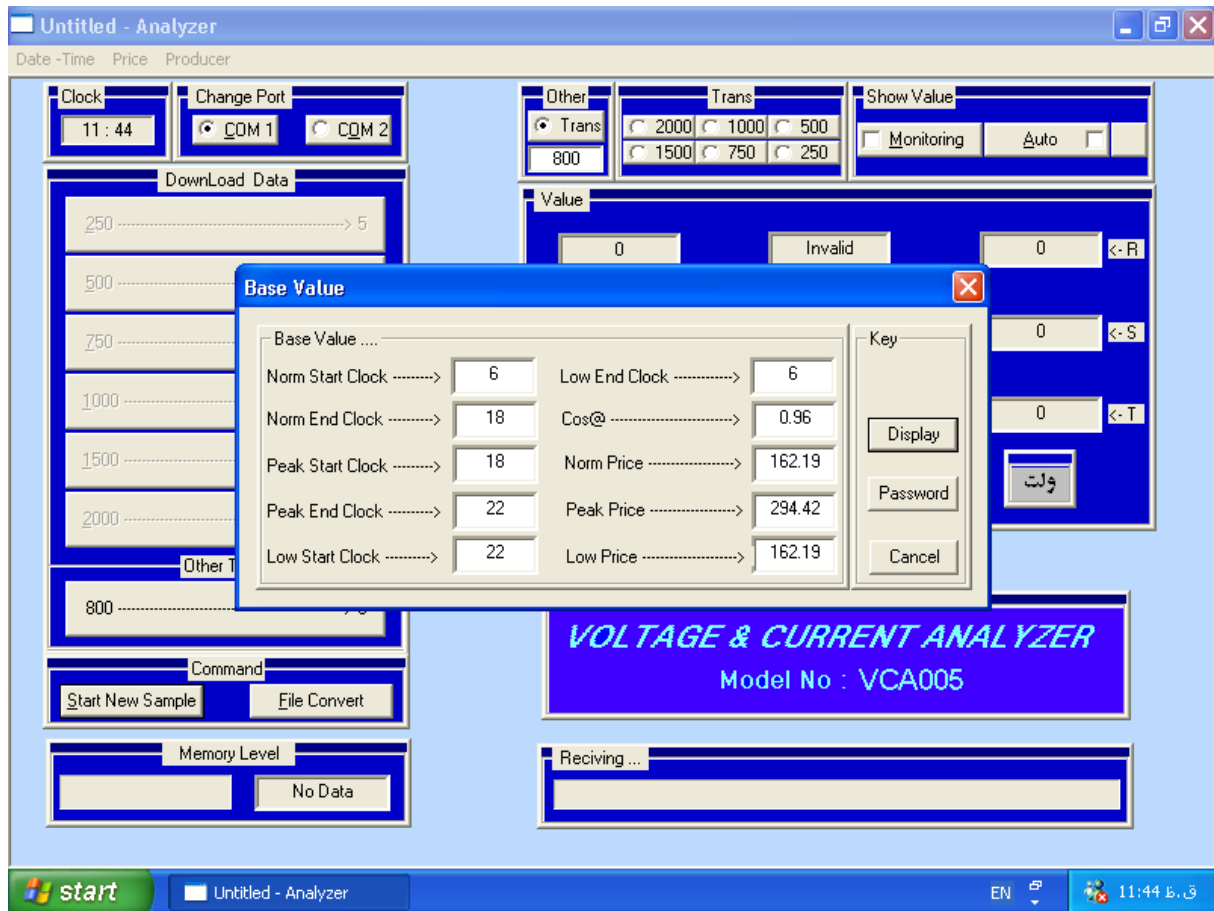 Untitled - Analyzer
Date -Time Price Producer
Clock
11 : 44
Change Port
COM 1 COM 2
Other
Trans
800
Trans
2000 1000 500
1500 750 250
Show Value
Monitoring Auto
DownLoad Data
250 ---> 5
500 ---
750 ---
1000 ---
1500 ---
2000 ---
Other T
800 ---
Value
0 Invalid 0 <- R
0 <- S
0 <- T
ولت
Base Value
Base Value ....
Norm Start Clock ---------> 6
Norm End Clock ---------> 18
Peak Start Clock ---------> 18
Peak End Clock ---------> 22
Low Start Clock ---------> 22
Low End Clock ------------> 6
Cos@ ------------------------> 0.96
Norm Price ------------------> 162.19
Peak Price ------------------> 294.42
Low Price --------------------> 162.19
Key
Display
Password
Cancel
VOLTAGE & CURRENT ANALYZER
Model No : VCA005
Command
Start New Sample File Convert
Memory Level
No Data
Reciving ...
start Untitled - Analyzer EN 11:44 ق.ظ